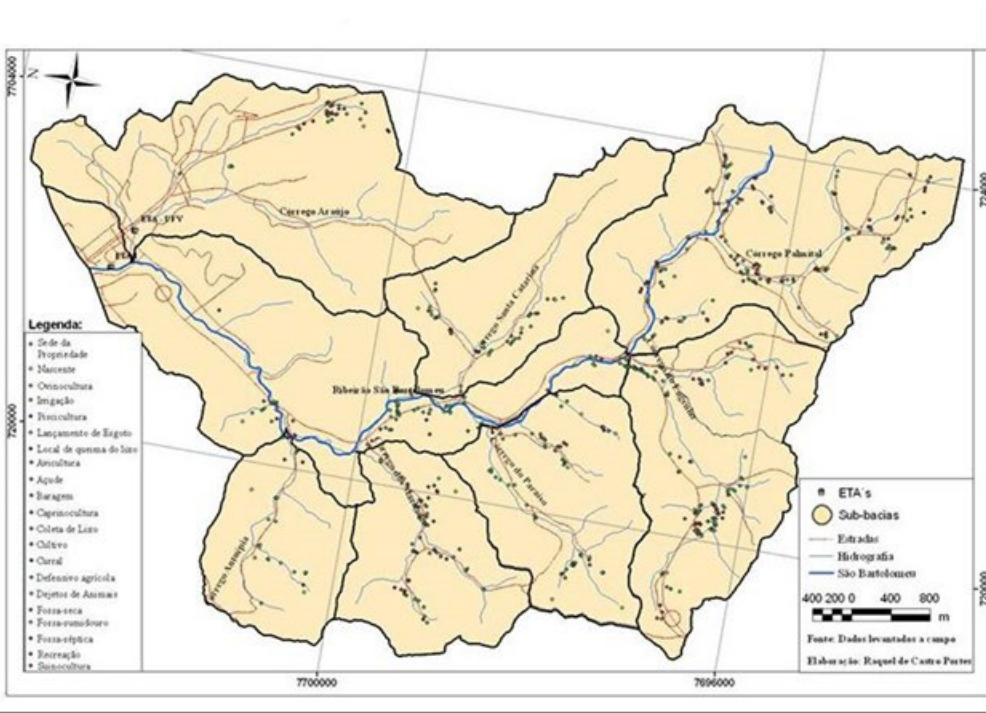 7704000
N
724000
ETA - UFV
ETA
Córrego Araújo
Córrego Palmital
Córrego Santa Catarina
Ribeirão São Bartolomeu
Córrego do Paraíso
Legenda:
Sede da
Propriedade
Nascente
Ovinocultura
Irrigação
Piscicultura
Lançamento de Esgoto
Local de queima do lixo
Avicultura
Açude
Baragem
Caprinocultura
Coleta de Lixo
Cultivo
Curral
Defensivo agrícola
Dejetos de Animais
Fossa-seca
Fossa-sumidouro
Fossa-séptica
Recreação
Suinocultura
720000
720000
ETA´s
Sub-bacias
Estradas
Hidrografia
São Bartolomeu
400 200 0 400 800
m
Fonte: Dados levantados a campo
Elaboração: Raquel de Castro Portes
7700000
7696000